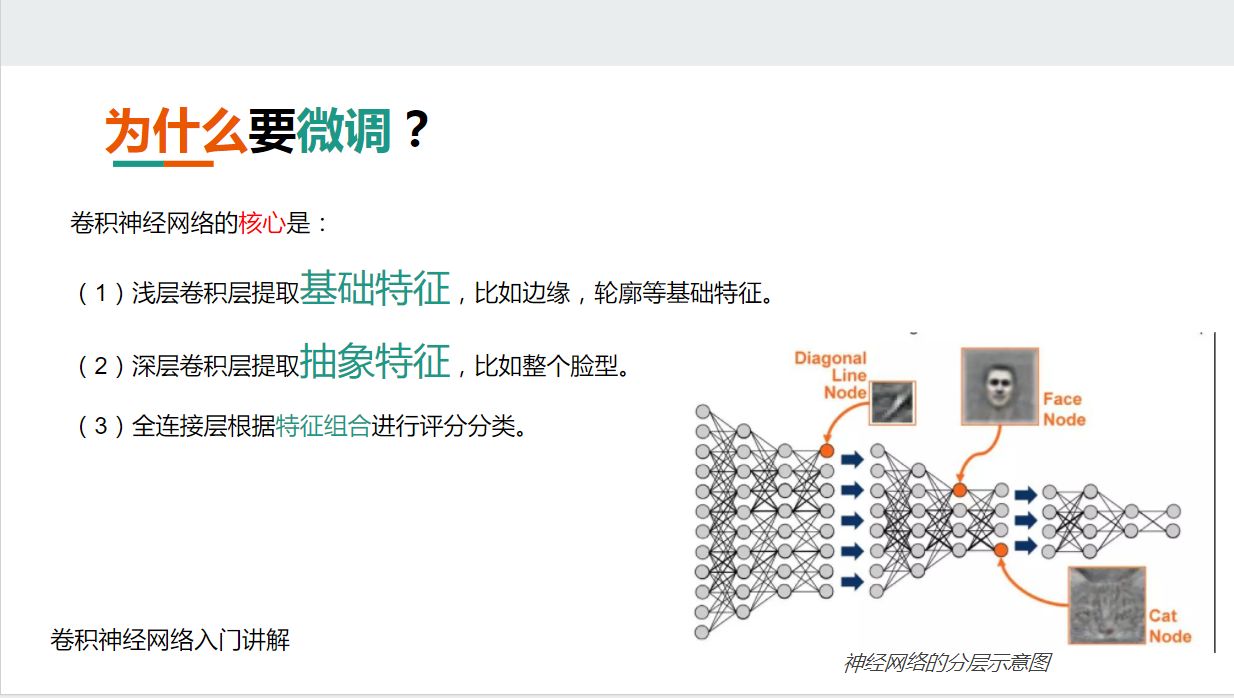 为什么要微调？
卷积神经网络的核心是：
（1）浅层卷积层提取基础特征，比如边缘，轮廓等基础特征。
（2）深层卷积层提取抽象特征，比如整个脸型。
（3）全连接层根据特征组合进行评分分类。
Diagonal
Line
Node
Face
Node
Cat
Node
神经网络的分层示意图
卷积神经网络入门讲解